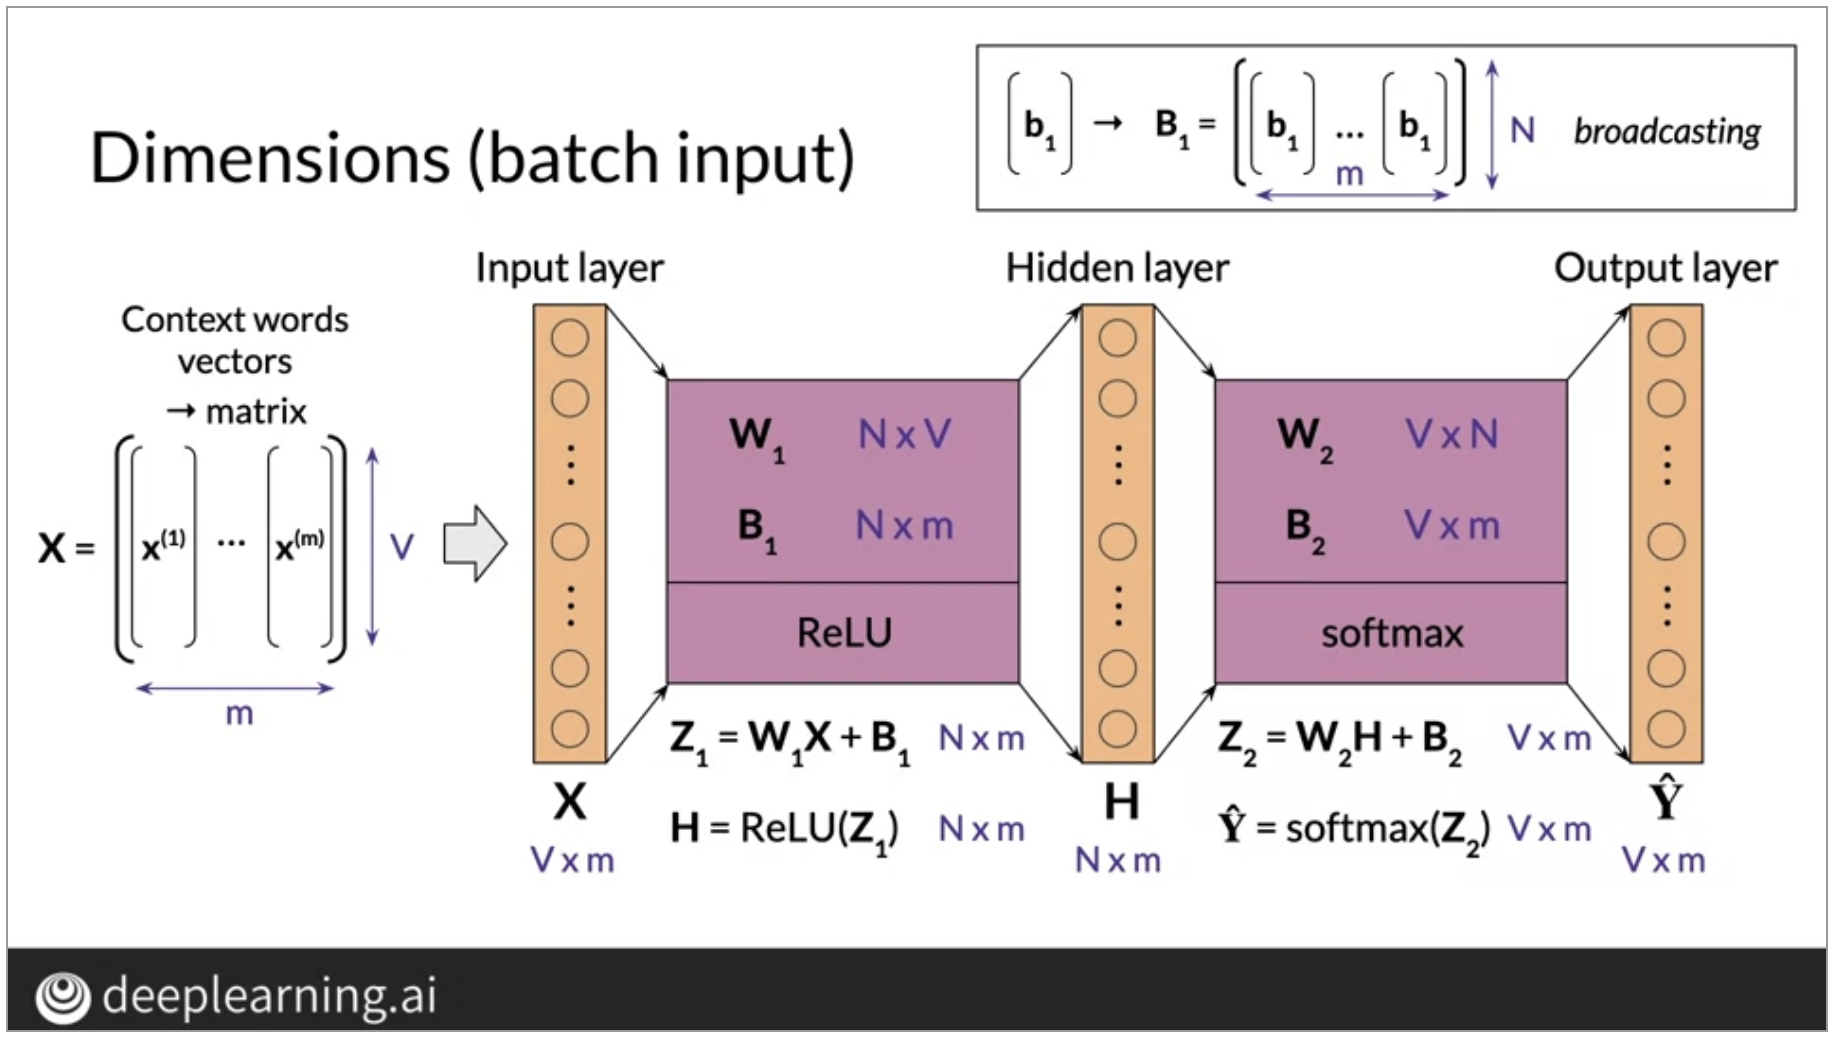 Dimensions (batch input)
b₁ → B₁ = b₁ ... b₁ N broadcasting
m
Input layer
Hidden layer
Output layer
Context words
vectors
→ matrix
X = x⁽¹⁾ ... x⁽ᵐ⁾ V
m
W₁ N x V
B₁ N x m
ReLU
Z₁ = W₁X + B₁ N x m
H = ReLU(Z₁) N x m
X
V x m
W₂ V x N
B₂ V x m
softmax
Z₂ = W₂H + B₂ V x m
Ŷ = softmax(Z₂) V x m
H
N x m
Ŷ
V x m
deeplearning.ai